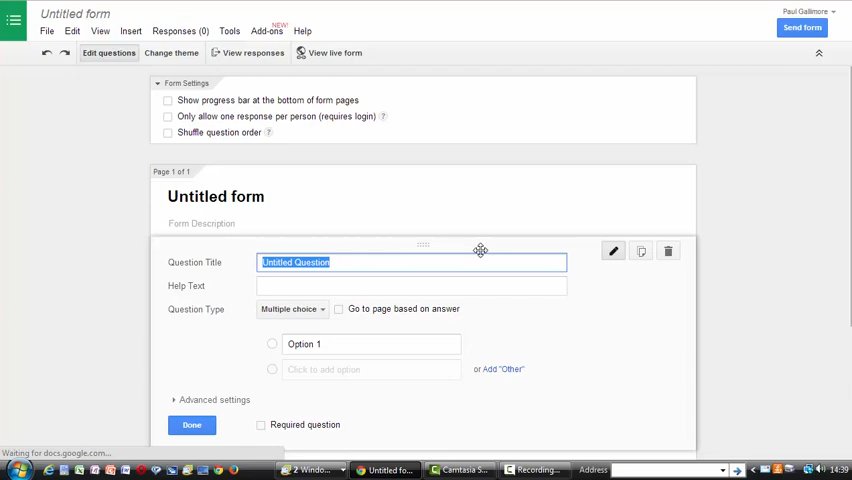 Untitled form
Paul Gallimore
File Edit View Insert Responses (0) Tools Add-ons NEW! Help
Send form
Edit questions Change theme View responses View live form
Form Settings
Show progress bar at the bottom of form pages
Only allow one response per person (requires login) ?
Shuffle question order ?
Page 1 of 1
Untitled form
Form Description
Question Title Untitled Question
Help Text
Question Type Multiple choice Go to page based on answer
Option 1
Click to add option or Add "Other"
Advanced settings
Done Required question
Waiting for docs.google.com...
2 Windo... Untitled fo... Camtasia S... Recording... Address 14:39